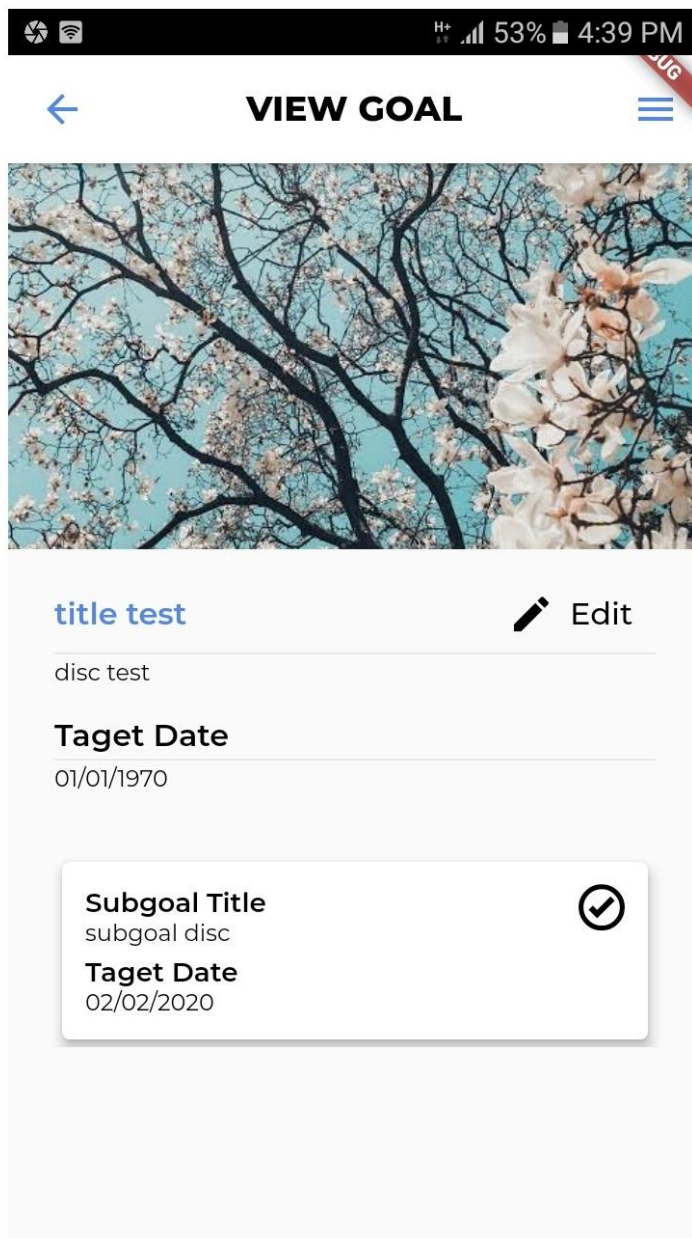 H+ 53% 4:39 PM
VIEW GOAL
title test
Edit
disc test
Taget Date
01/01/1970
Subgoal Title
subgoal disc
Taget Date
02/02/2020